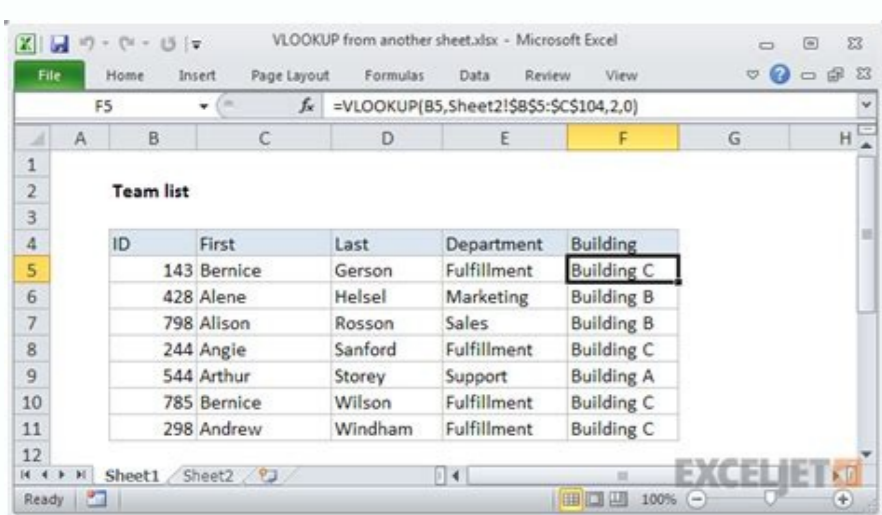 VLOOKUP from another sheet.xlsx - Microsoft Excel
File Home Insert Page Layout Formulas Data Review View
F5 fx =VLOOKUP(B5,Sheet2!$B$5:$C$104,2,0)
A B C D E F G H
1
2 Team list
3
4 ID First Last Department Building
5 143 Bernice Gerson Fulfillment Building C
6 428 Alene Helsel Marketing Building B
7 798 Alison Rosson Sales Building B
8 244 Angie Sanford Fulfillment Building C
9 544 Arthur Storey Support Building A
10 785 Bernice Wilson Fulfillment Building C
11 298 Andrew Windham Fulfillment Building C
12
Sheet1 Sheet2
EXCELJET
Ready 100%